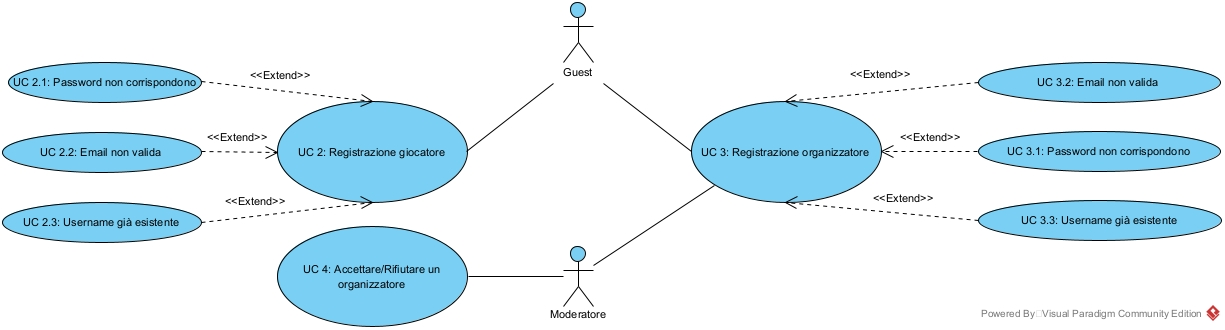 Guest
UC 2.1: Password non corrispondono
<<Extend>>
UC 2.2: Email non valida
<<Extend>>
UC 2: Registrazione giocatore
UC 2.3: Username già esistente
<<Extend>>
UC 3: Registrazione organizzatore
<<Extend>>
UC 3.2: Email non valida
<<Extend>>
UC 3.1: Password non corrispondono
<<Extend>>
UC 3.3: Username già esistente
UC 4: Accettare/Rifiutare un
organizzatore
Moderatore
Powered By Visual Paradigm Community Edition